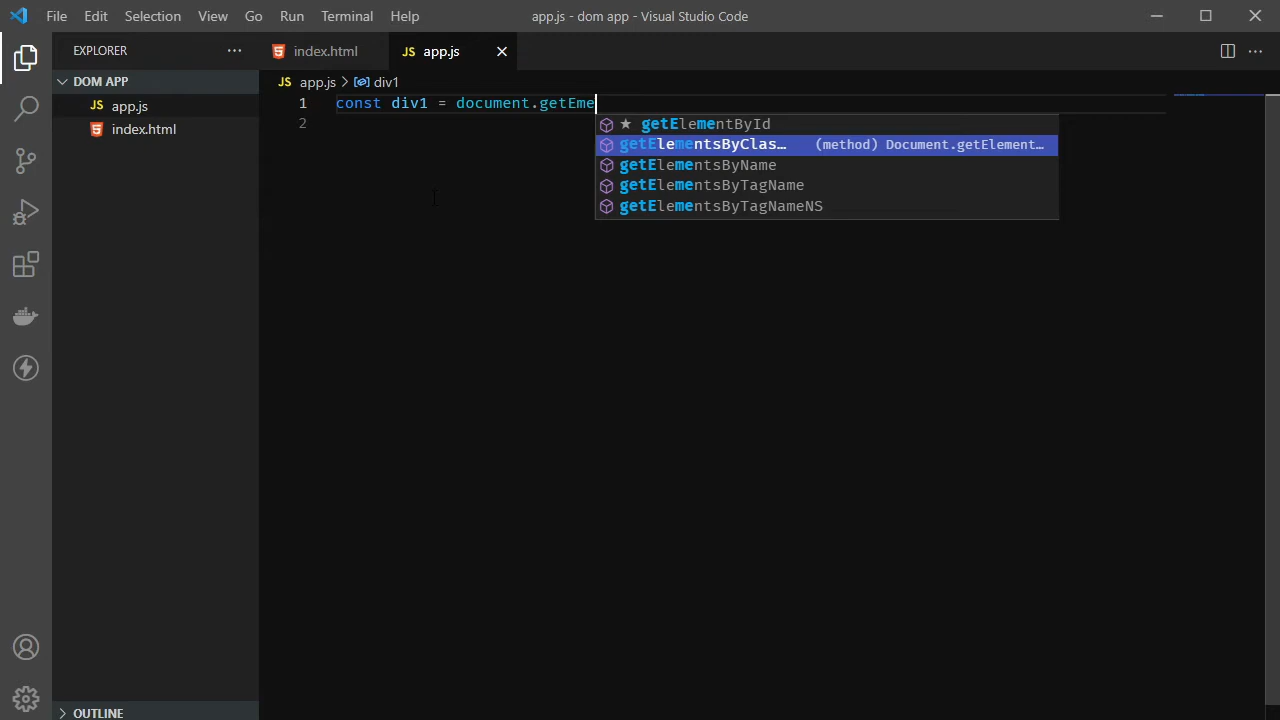 File Edit Selection View Go Run Terminal Help app.js - dom app - Visual Studio Code
EXPLORER
index.html
JS app.js
DOM APP
JS app.js
index.html
OUTLINE
JS app.js > div1
1 const div1 = document.getEme
2
getElementById
getElementsByClas… (method) Document.getElement…
getElementsByName
getElementsByTagName
getElementsByTagNameNS